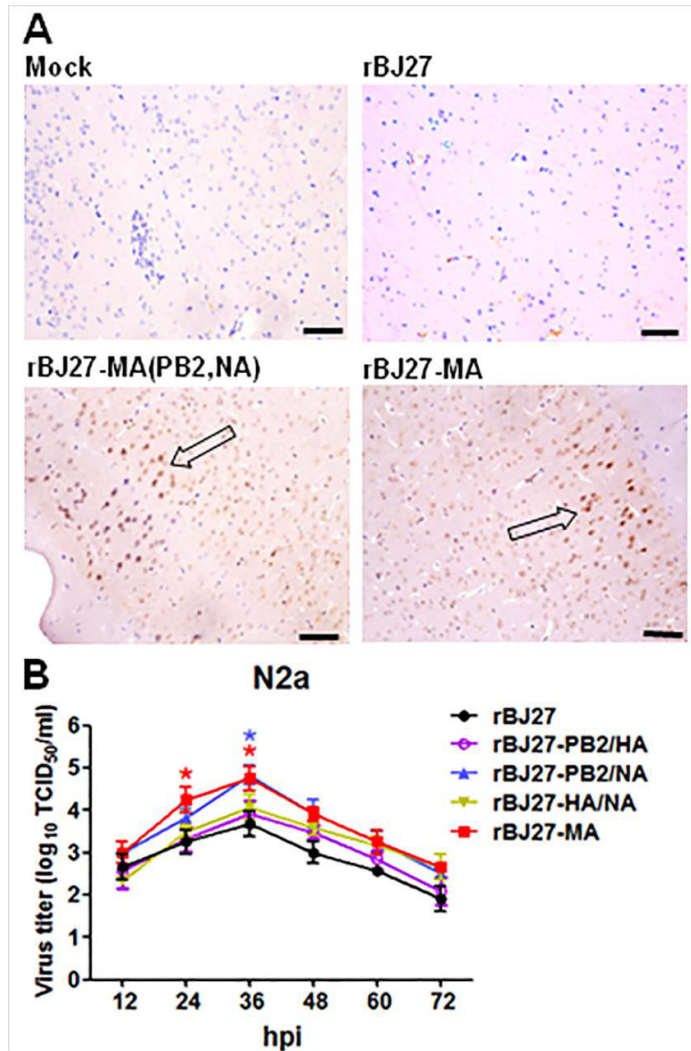 A
Mock
rBJ27
rBJ27-MA(PB2,NA)
rBJ27-MA
B
N2a
Virus titer (log10 TCID50/ml)
6
5
4
3
2
1
0
12 24 36 48 60 72
hpi
* * *
rBJ27
rBJ27-PB2/HA
rBJ27-PB2/NA
rBJ27-HA/NA
rBJ27-MA